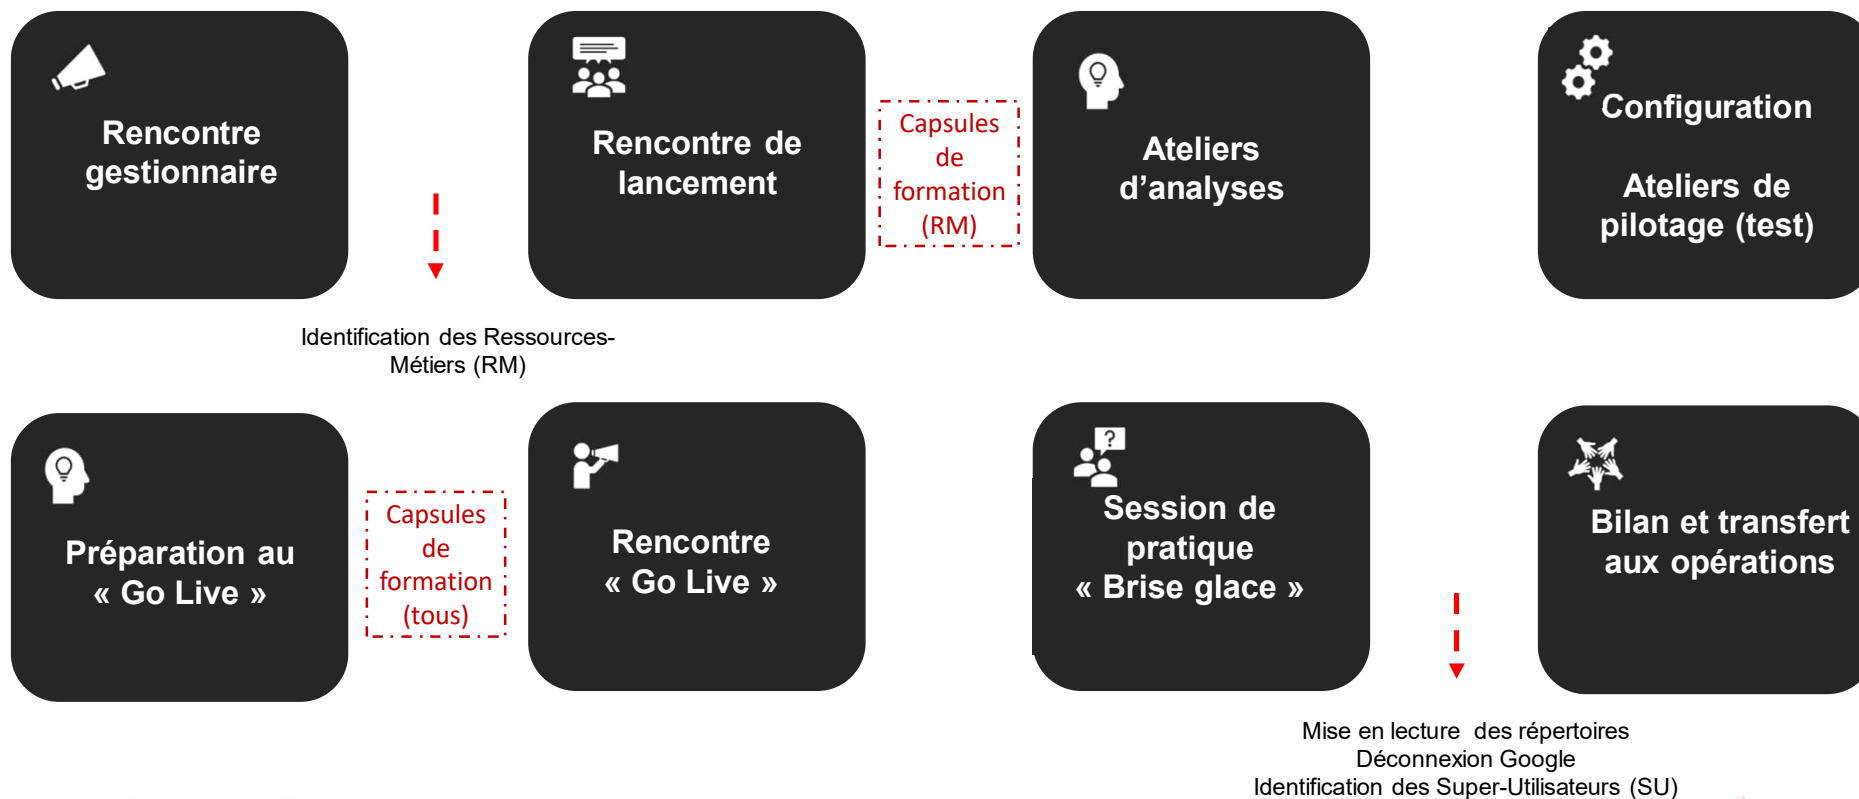 Rencontre
gestionnaire
Rencontre de
lancement
Capsules
de
formation
(RM)
Ateliers
d’analyses
Configuration
Ateliers de
pilotage (test)
Identification des Ressources-
Métiers (RM)
Préparation au
« Go Live »
Capsules
de
formation
(tous)
Rencontre
« Go Live »
?
Session de
pratique
« Brise glace »
Bilan et transfert
aux opérations
Mise en lecture des répertoires
Déconnexion Google
Identification des Super-Utilisateurs (SU)